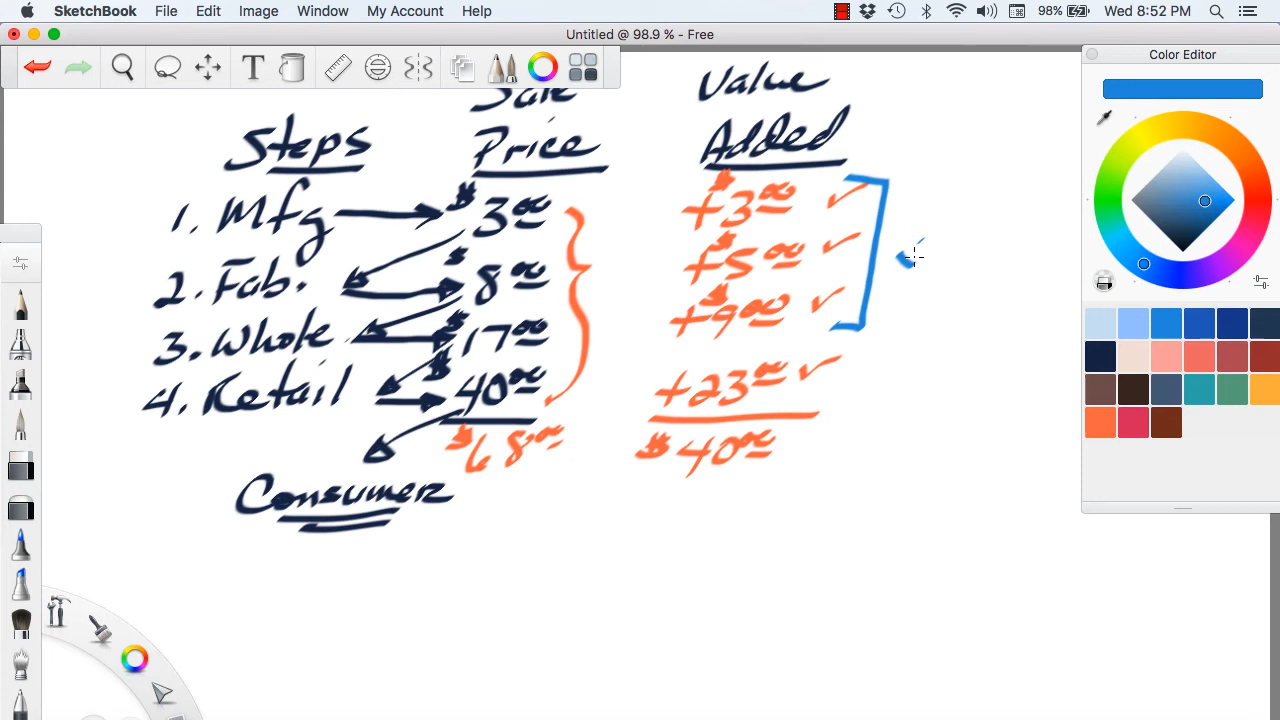 SketchBook File Edit Image Window My Account Help 98% Wed 8:52 PM
Untitled @ 98.9 % - Free
Color Editor
T
Sale Value
Steps Price Added
1. Mfg $3.00 +$3.00
2. Fab. $8.00 +$5.00
3. Whole $17.00 +$9.00
4. Retail $40.00 +23.00
$68.00 $40.00
Consumer